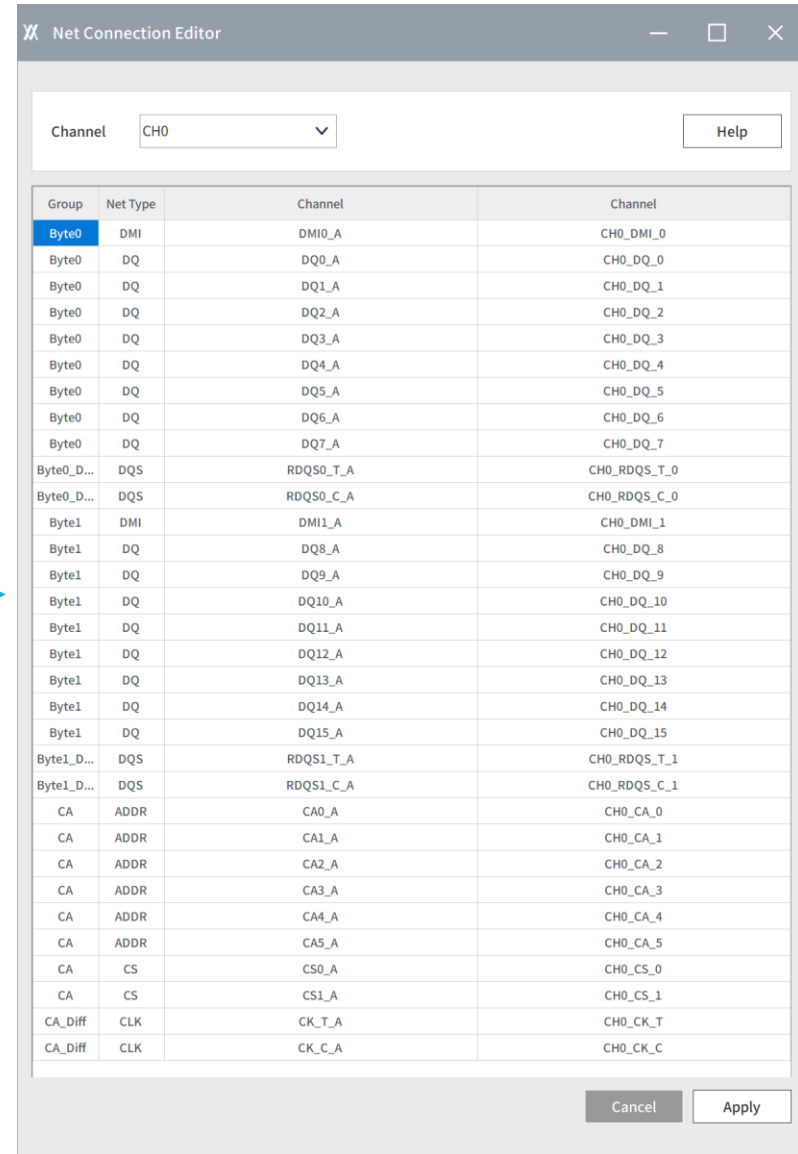 Net Connection Editor
Channel CH0 Help
Group Net Type Channel Channel
Byte0 DMI DMI0_A CH0_DMI_0
Byte0 DQ DQ0_A CH0_DQ_0
Byte0 DQ DQ1_A CH0_DQ_1
Byte0 DQ DQ2_A CH0_DQ_2
Byte0 DQ DQ3_A CH0_DQ_3
Byte0 DQ DQ4_A CH0_DQ_4
Byte0 DQ DQ5_A CH0_DQ_5
Byte0 DQ DQ6_A CH0_DQ_6
Byte0 DQ DQ7_A CH0_DQ_7
Byte0_D... DQS RDQS0_T_A CH0_RDQS_T_0
Byte0_D... DQS RDQS0_C_A CH0_RDQS_C_0
Byte1 DMI DMI1_A CH0_DMI_1
Byte1 DQ DQ8_A CH0_DQ_8
Byte1 DQ DQ9_A CH0_DQ_9
Byte1 DQ DQ10_A CH0_DQ_10
Byte1 DQ DQ11_A CH0_DQ_11
Byte1 DQ DQ12_A CH0_DQ_12
Byte1 DQ DQ13_A CH0_DQ_13
Byte1 DQ DQ14_A CH0_DQ_14
Byte1 DQ DQ15_A CH0_DQ_15
Byte1_D... DQS RDQS1_T_A CH0_RDQS_T_1
Byte1_D... DQS RDQS1_C_A CH0_RDQS_C_1
CA ADDR CA0_A CH0_CA_0
CA ADDR CA1_A CH0_CA_1
CA ADDR CA2_A CH0_CA_2
CA ADDR CA3_A CH0_CA_3
CA ADDR CA4_A CH0_CA_4
CA ADDR CA5_A CH0_CA_5
CA CS CS0_A CH0_CS_0
CA CS CS1_A CH0_CS_1
CA_Diff CLK CK_T_A CH0_CK_T
CA_Diff CLK CK_C_A CH0_CK_C
Cancel Apply